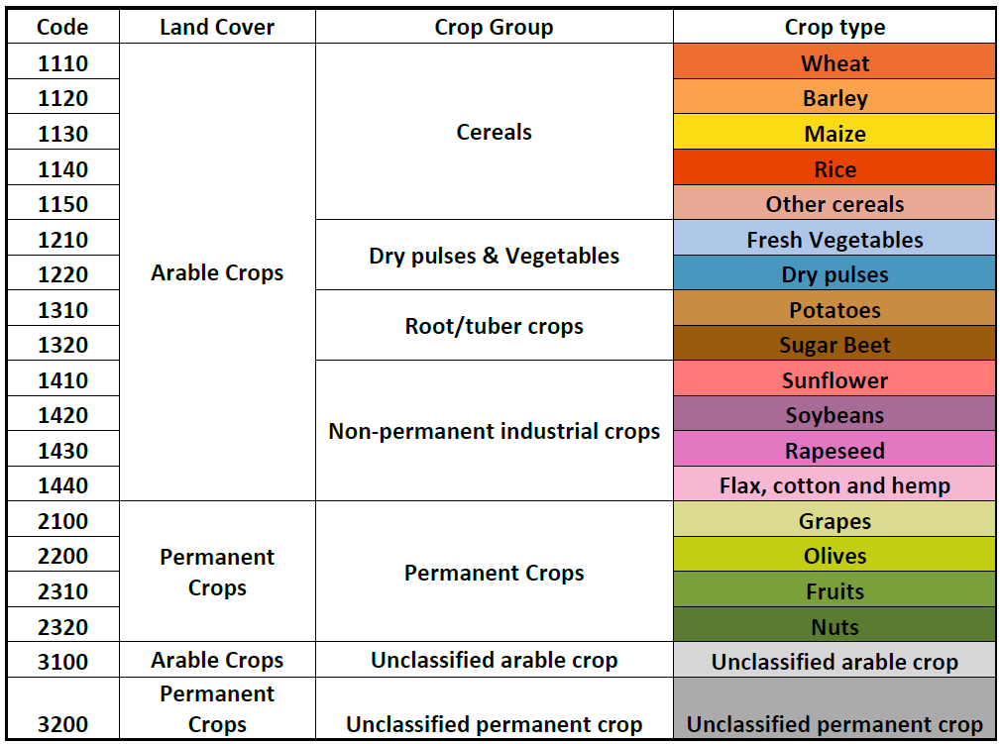 Code Land Cover Crop Group Crop type
1110 Wheat
1120 Barley
1130 Cereals Maize
1140 Rice
1150 Other cereals
1210 Fresh Vegetables
Dry pulses & Vegetables
1220 Arable Crops Dry pulses
1310 Potatoes
Root/tuber crops
1320 Sugar Beet
1410 Sunflower
1420 Soybeans
Non-permanent industrial crops
1430 Rapeseed
1440 Flax, cotton and hemp
2100 Grapes
2200 Permanent Olives
Crops Permanent Crops
2310 Fruits
2320 Nuts
3100 Arable Crops Unclassified arable crop Unclassified arable crop
Permanent
3200 Crops Unclassified permanent crop Unclassified permanent crop